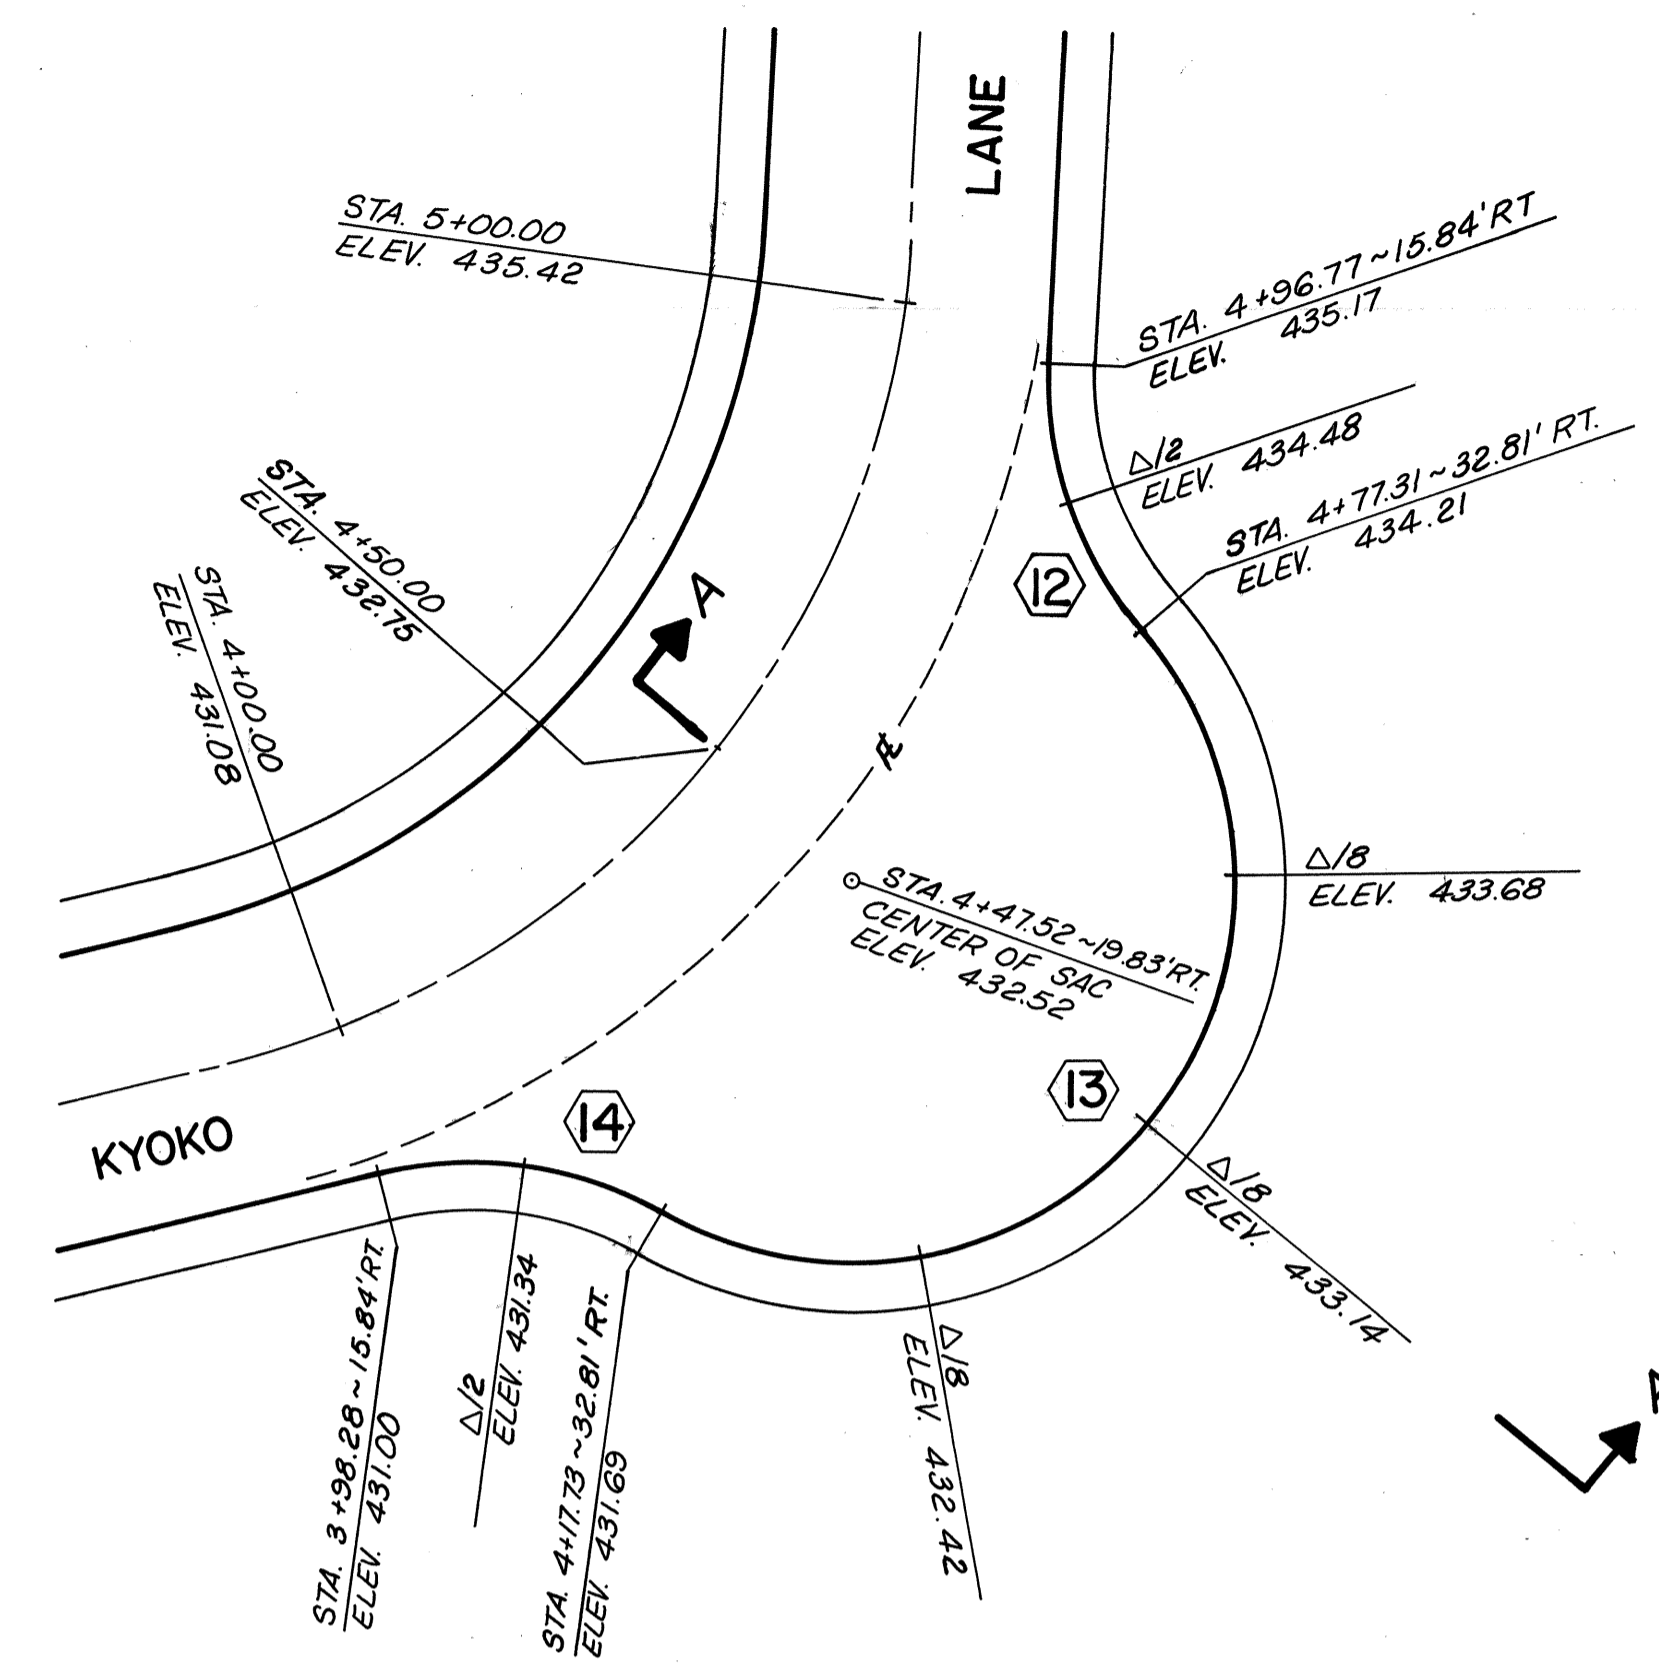 LANE
STA. 5+00.00
ELEV. 435.42
STA. 4+96.77~15.84'RT
ELEV. 435.17
Δ/2
ELEV. 434.48
STA. 4+77.31~32.81' RT.
ELEV. 434.21
STA. 4+50.00
ELEV. 432.75
STA. 4+00.00
ELEV. 431.08
A
12
PL
Δ/8
ELEV. 433.68
STA. 4+47.52~19.83'RT.
CENTER OF SAC
ELEV. 432.52
13
14
KYOKO
Δ/8
ELEV. 433.14
STA. 3+98.28~15.84'RT.
ELEV. 431.00
Δ/2
ELEV. 431.34
STA. 4+17.73~32.81'RT.
ELEV. 431.69
Δ/8
ELEV. 432.42